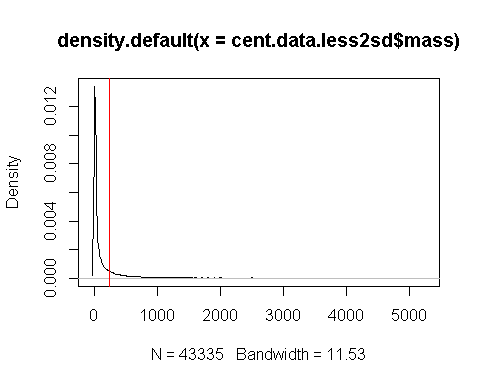 density.default(x = cent.data.less2sd$mass)
Density
0.012
0.008
0.004
0.000
0 1000 2000 3000 4000 5000
N = 43335 Bandwidth = 11.53